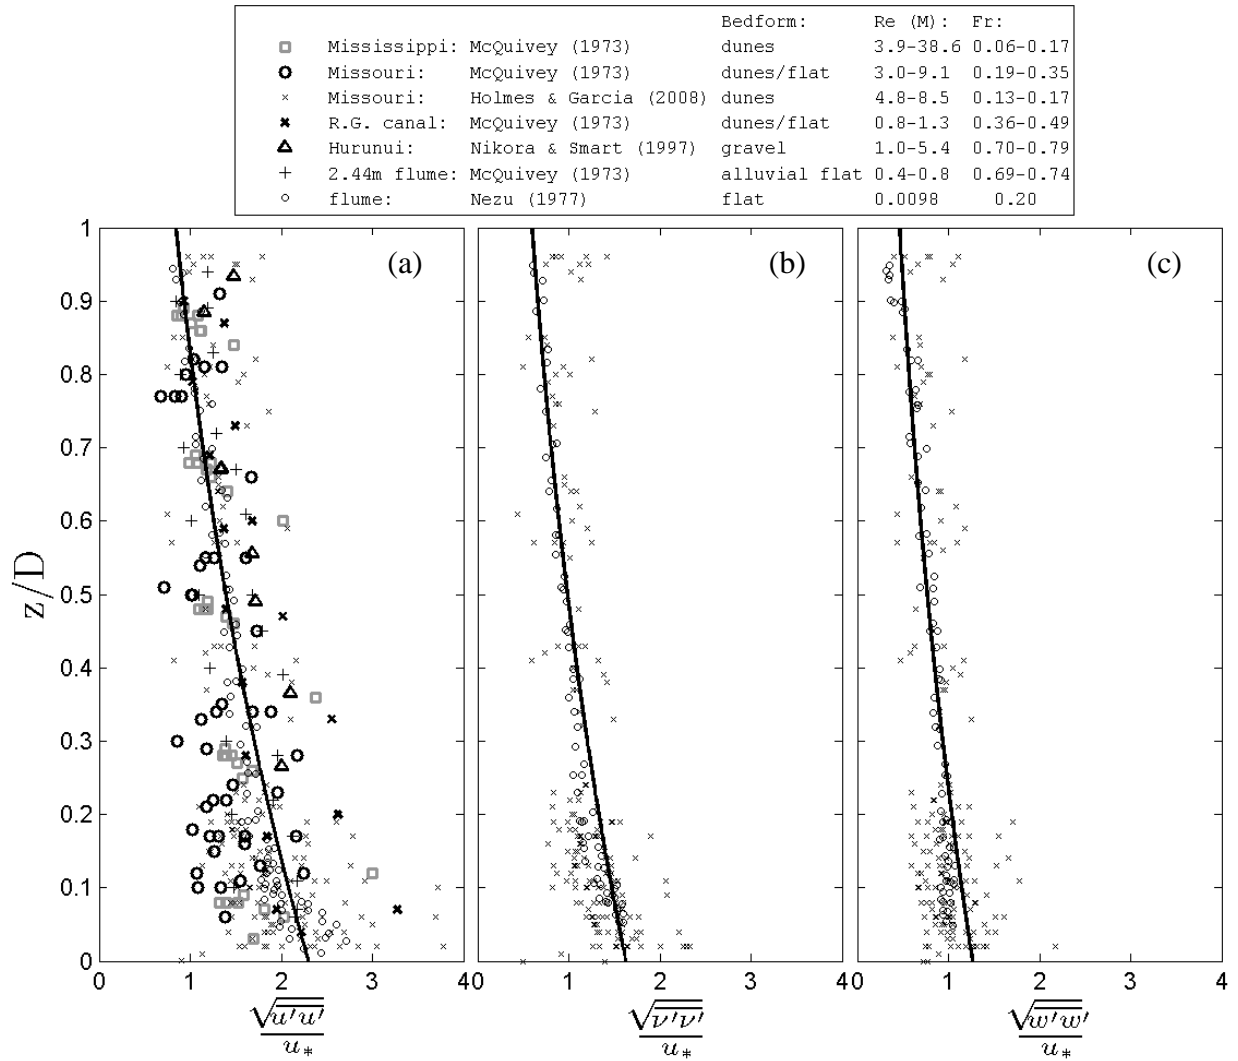 Bedform: Re (M): Fr:
Mississippi: McQuivey (1973) dunes 3.9-38.6 0.06-0.17
Missouri: McQuivey (1973) dunes/flat 3.0-9.1 0.19-0.35
Missouri: Holmes & Garcia (2008) dunes 4.8-8.5 0.13-0.17
R.G. canal: McQuivey (1973) dunes/flat 0.8-1.3 0.36-0.49
Hurunui: Nikora & Smart (1997) gravel 1.0-5.4 0.70-0.79
2.44m flume: McQuivey (1973) alluvial flat 0.4-0.8 0.69-0.74
flume: Nezu (1977) flat 0.0098 0.20
(a) (b) (c)
z/D
1
0.9
0.8
0.7
0.6
0.5
0.4
0.3
0.2
0.1
0
0 1 2 3 4 0 1 2 3 4 0 1 2 3 4
√u'u' √ν'ν' √w'w'
u* u* u*